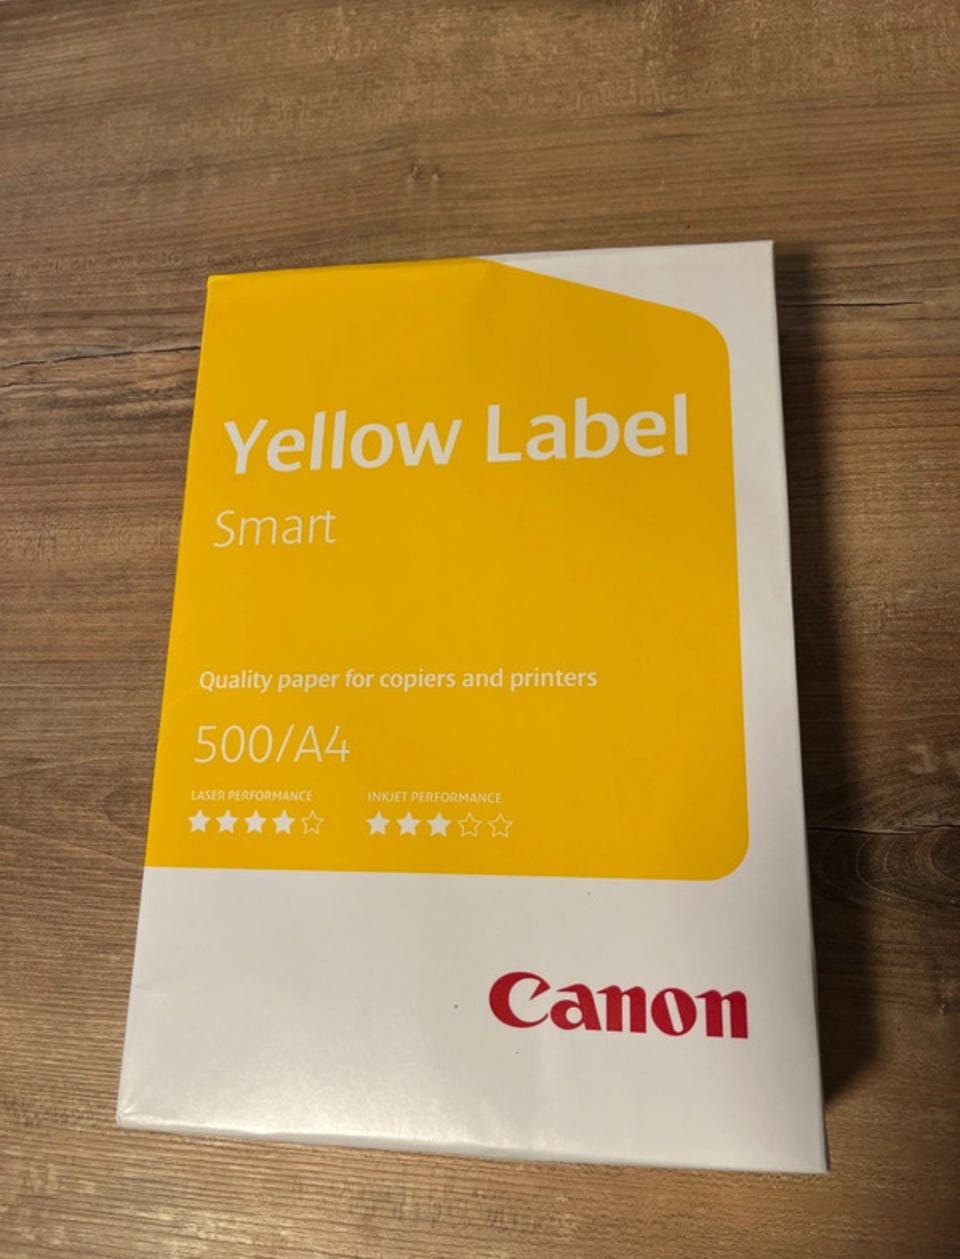 Yellow Label
Smart
Quality paper for copiers and printers
500/A4
LASER PERFORMANCE
INKJET PERFORMANCE
Canon